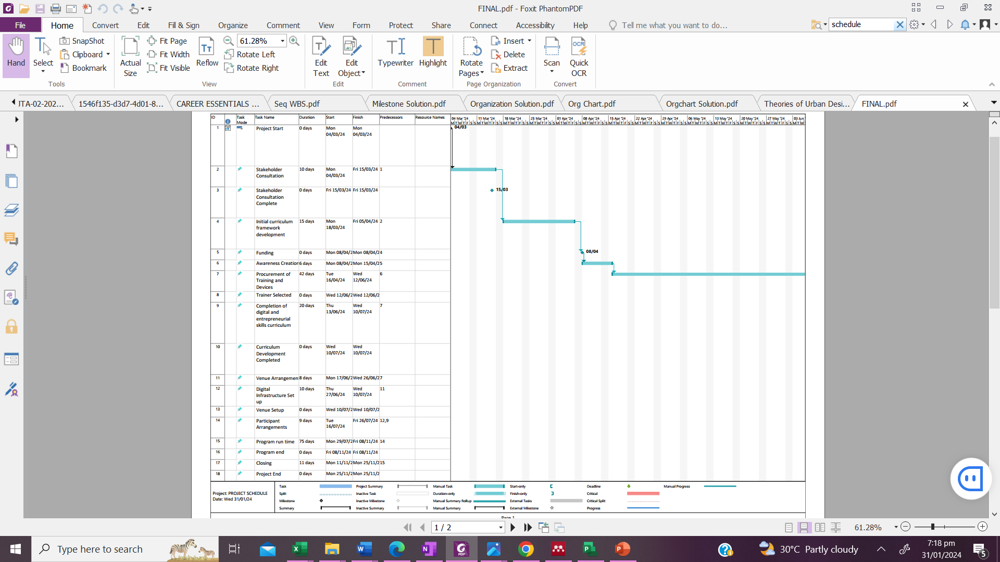 FINAL.pdf - Foxit PhantomPDF
File Home Convert Edit Fill & Sign Organize Comment View Form Protect Share Connect Accessibility Help Tell me what you want to do... schedule
Hand Select SnapShot Clipboard Bookmark Tools
Actual Size Fit Page Fit Width Fit Visible Reflow 61.28% Rotate Left Rotate Right View
Edit Text Edit Object Edit
Typewriter Highlight Comment
Rotate Pages Insert Delete Extract Page Organization
Scan Quick OCR Convert
JTA-02-202... 1546f135-d3d7-4d01-8... CAREER ESSENTIALS ... Seq WBS.pdf Milestone Solution.pdf Organization Solution.pdf Org Chart.pdf Orgchart Solution.pdf Theories of Urban Desi... FINAL.pdf
ID Task Mode Task Name Duration Start Finish Predecessors Resource Names
04 Mar '24 11 Mar '24 18 Mar '24 25 Mar '24 01 Apr '24 08 Apr '24 15 Apr '24 22 Apr '24 29 Apr '24 06 May '24 13 May '24 20 May '24 27 May '24 03 Jun
1 Project Start 0 days Mon 04/03/24 Mon 04/03/24
04/03
2 Stakeholder Consultation 10 days Mon 04/03/24 Fri 15/03/24 1
3 Stakeholder Consultation Complete 0 days Fri 15/03/24 Fri 15/03/24
15/03
4 Initial curriculum framework development 15 days Mon 18/03/24 Fri 05/04/24 2
5 Funding 0 days Mon 08/04/2 Mon 08/04/2 4
08/04
6 Awareness Creation 6 days Mon 08/04/2 Mon 15/04/2 5
7 Procurement of Training and Devices 42 days Tue 16/04/24 Wed 12/06/24 6
8 Trainer Selected 0 days Wed 12/06/2 Wed 12/06/2
9 Completion of digital and entrepreneurial skills curriculum 20 days Thu 13/06/24 Wed 10/07/24 7
10 Curriculum Development Completed 0 days Wed 10/07/24 Wed 10/07/24
11 Venue Arrangemen 8 days Mon 17/06/2 Wed 26/06/2 7
12 Digital Infrastructure Set up 10 days Thu 27/06/24 Wed 10/07/24 11
13 Venue Setup 0 days Wed 10/07/2 Wed 10/07/2
14 Participant Arrangements 9 days Tue 16/07/24 Fri 26/07/24 12,9
15 Program run time 75 days Mon 29/07/2 Fri 08/11/24 14
16 Program end 0 days Fri 08/11/24 Fri 08/11/24
17 Closing 11 days Mon 11/11/2 Mon 25/11/2 15
18 Project End 0 days Mon 25/11/2 Mon 25/11/2
Project: PROJECT SCHEDULE
Date: Wed 31/01/24
Task Project Summary Manual Task Start-only Deadline Manual Progress
Split Inactive Task Duration-only Finish-only Critical
Milestone Inactive Milestone Manual Summary Rollup External Tasks Critical Split
Summary Inactive Summary Manual Summary External Milestone Progress
Page 1
1 / 2 61.28%
Type here to search 30°C Partly cloudy 7:18 pm
31/01/2024 5